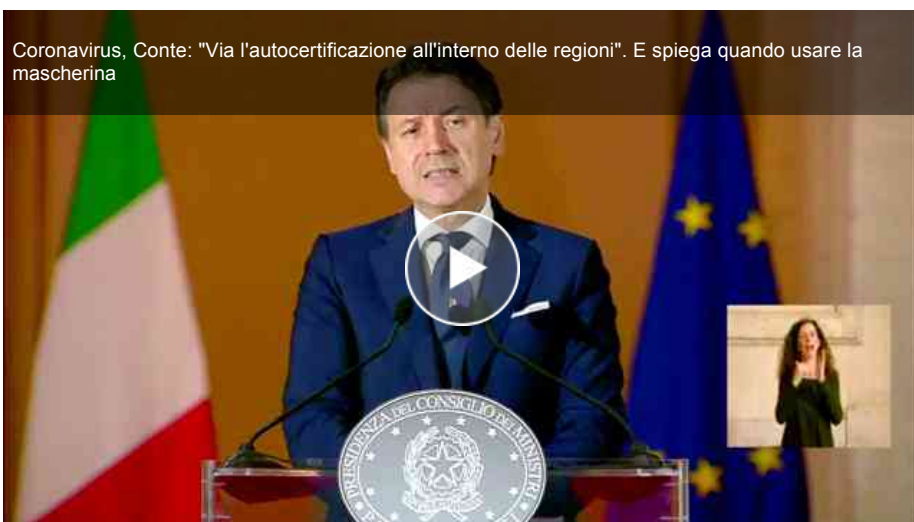 Coronavirus, Conte: "Via l'autocertificazione all'interno delle regioni". E spiega quando usare la
mascherina
PRESIDENZA DEL CONSIGLIO DEI MINISTRI